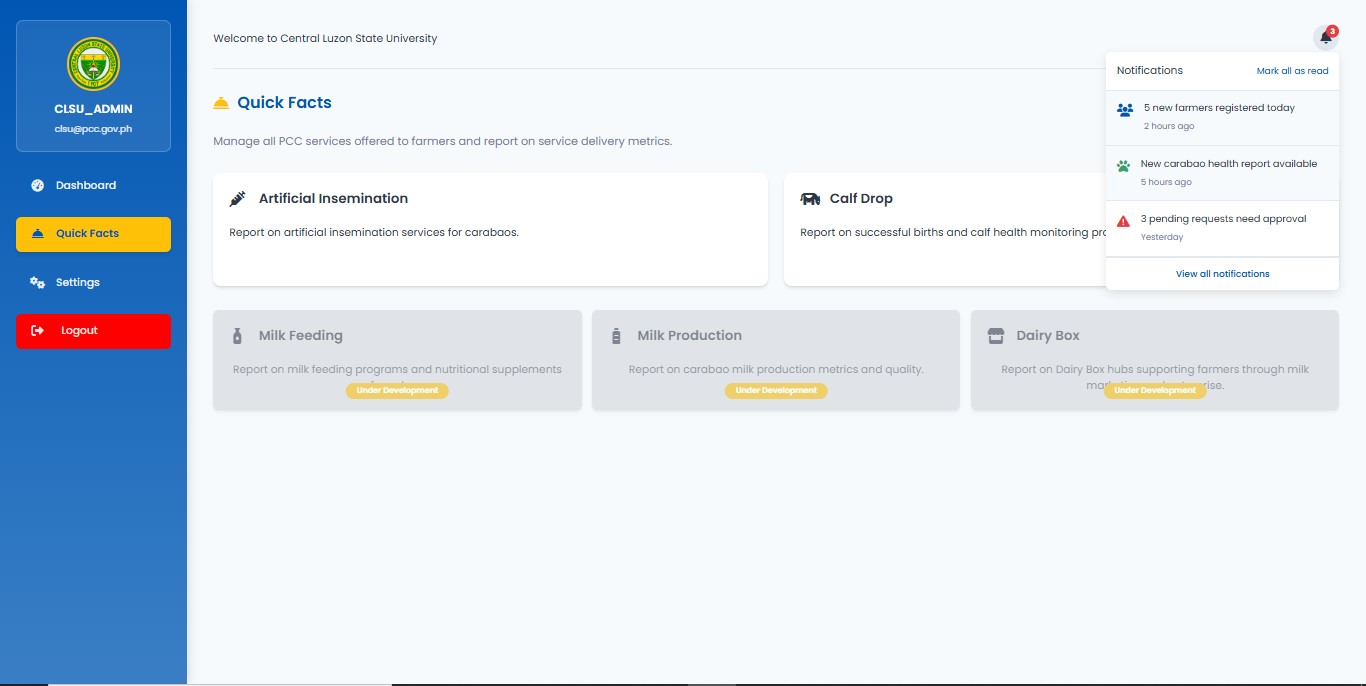 CLSU_ADMIN
clsu@pcc.gov.ph
Dashboard
Quick Facts
Settings
Logout
Welcome to Central Luzon State University
3
Quick Facts
Manage all PCC services offered to farmers and report on service delivery metrics.
Artificial Insemination
Report on artificial insemination services for carabaos.
Calf Drop
Report on successful births and calf health monitoring
Notifications
Mark all as read
5 new farmers registered today
2 hours ago
New carabao health report available
5 hours ago
3 pending requests need approval
Yesterday
View all notifications
Milk Feeding
Report on milk feeding programs and nutritional supplements
Under Development
Milk Production
Report on carabao milk production metrics and quality.
Under Development
Dairy Box
Report on Dairy Box hubs supporting farmers through milk
Under Development